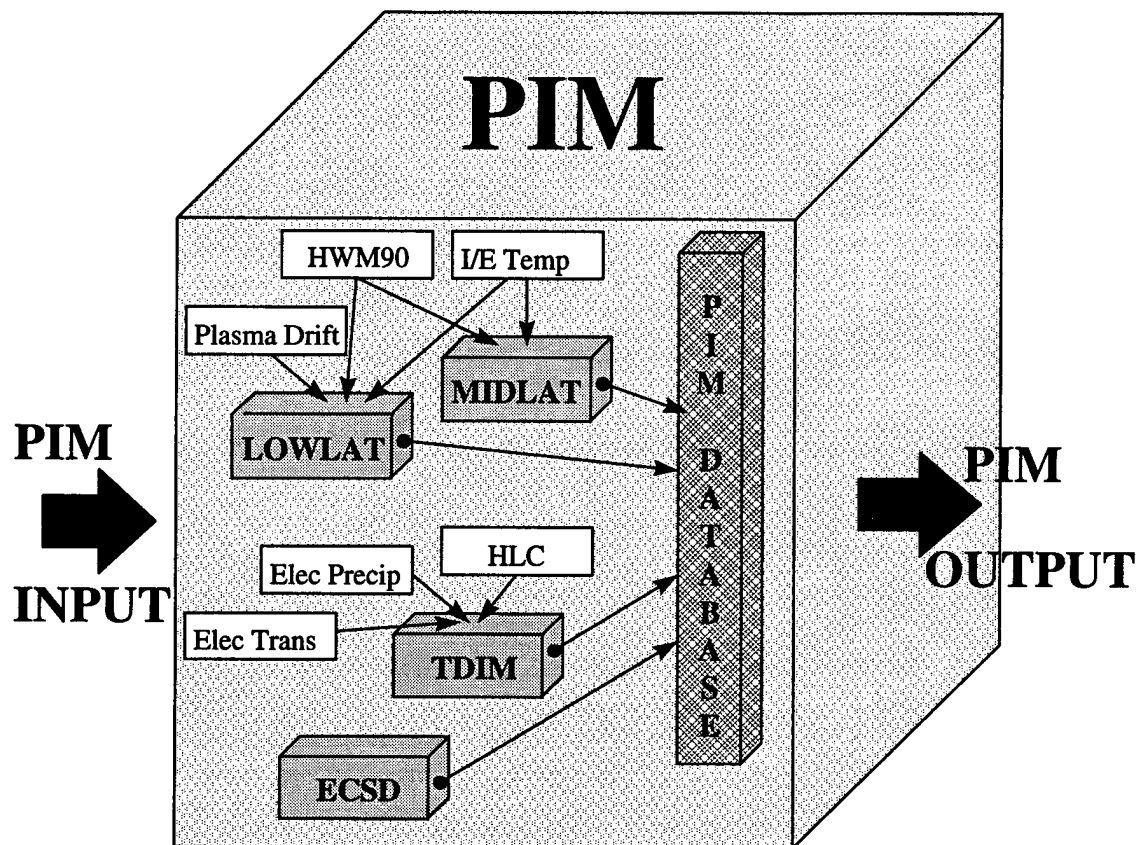 PIM
HWM90
I/E Temp
Plasma Drift
MIDLAT
LOWLAT
PIM
INPUT
PIM DATABASE
PIM
OUTPUT
HLC
Elec Precip
Elec Trans
TDIM
ECSD